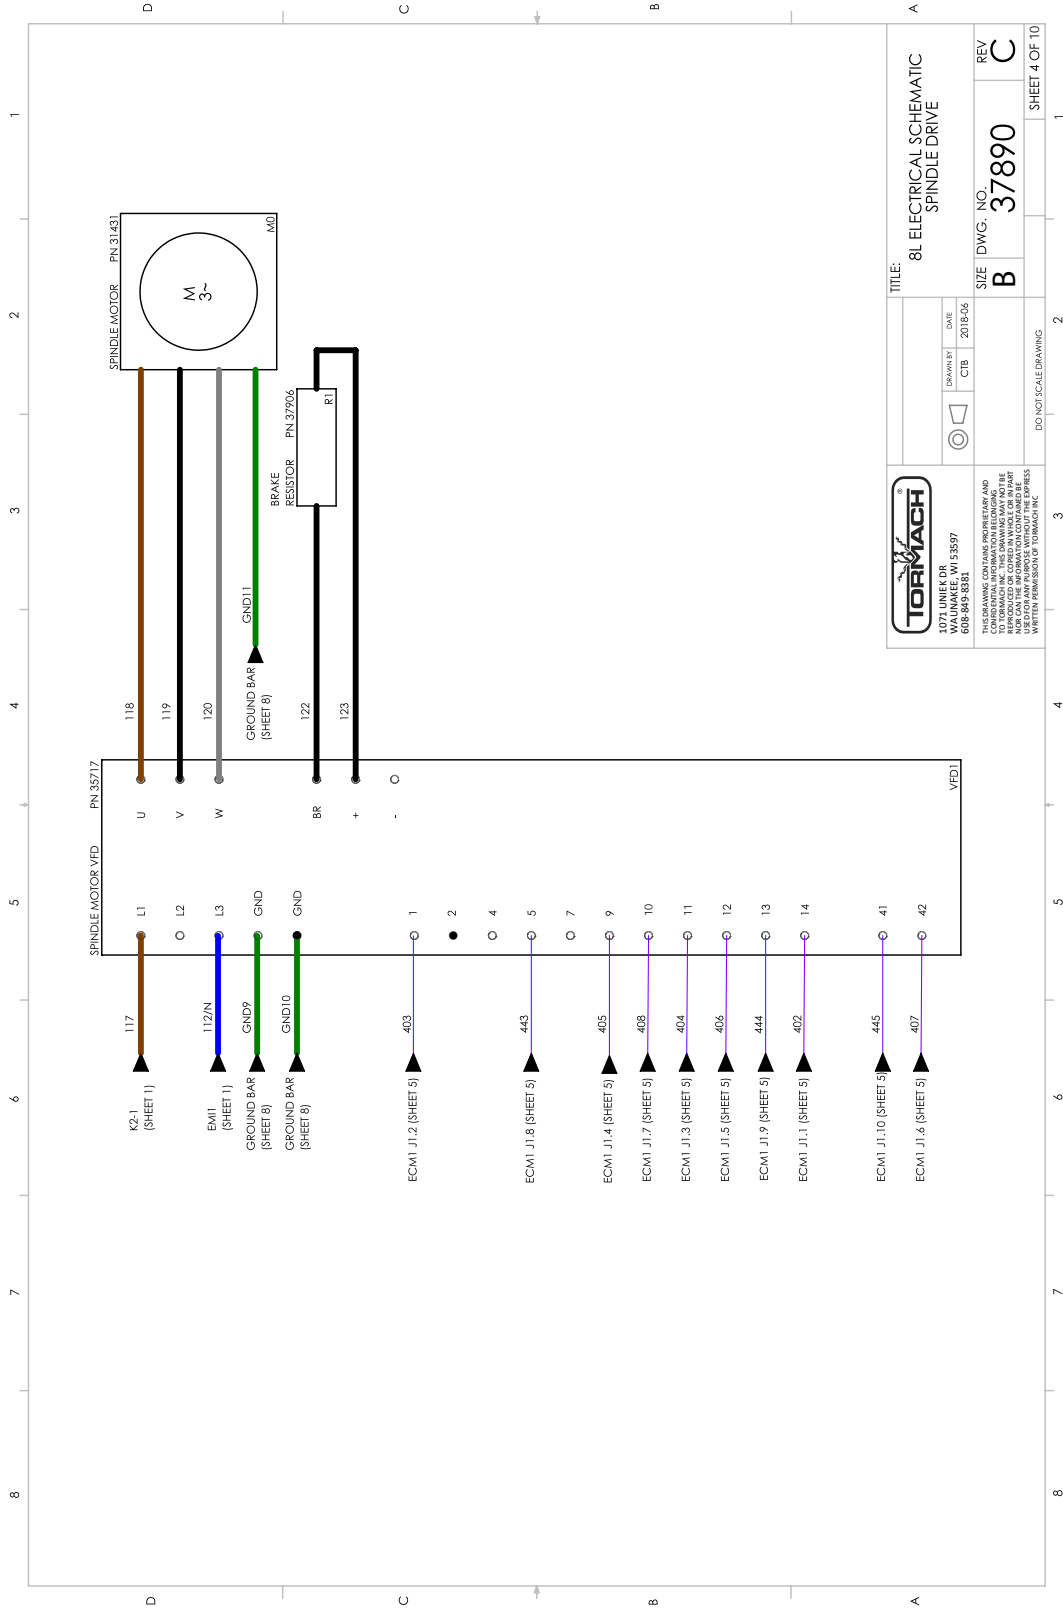 D
C
B
A
8
7
6
5
4
3
2
1
K2-1
(SHEET 1)
117
EMI1
(SHEET 1)
112/N
GROUND BAR
(SHEET 8)
GND9
GROUND BAR
(SHEET 8)
GND10
ECM1 J1.2 (SHEET 5)
403
ECM1 J1.8 (SHEET 5)
443
ECM1 J1.4 (SHEET 5)
405
ECM1 J1.7 (SHEET 5)
408
ECM1 J1.3 (SHEET 5)
404
ECM1 J1.5 (SHEET 5)
406
ECM1 J1.9 (SHEET 5)
444
ECM1 J1.1 (SHEET 5)
402
ECM1 J1.10 (SHEET 5)
445
ECM1 J1.6 (SHEET 5)
407
SPINDLE MOTOR VFD
PN 35717
L1
L2
L3
GND
GND
1
2
4
5
7
9
10
11
12
13
14
41
42
U
V
W
BR
+
-
VFD1
118
119
120
GROUND BAR
(SHEET 8)
GND11
122
123
BRAKE
RESISTOR
PN 37906
R1
SPINDLE MOTOR
PN 31431
M
3~
M0
TORMACH
®
1071 UNIEK DR
WAUNAKEE, WI 53597
608-849-8381
THIS DRAWING CONTAINS PROPRIETARY AND
CONFIDENTIAL INFORMATION BELONGING
TO TORMACH INC. THIS DRAWING MAY NOT BE
REPRODUCED OR COPIED IN WHOLE OR IN PART
NOR CAN THE INFORMATION CONTAINED BE
USED FOR ANY PURPOSE WITHOUT THE EXPRESS
WRITTEN PERMISSION OF TORMACH INC
DRAWN BY
DATE
CTB
2018-06
DO NOT SCALE DRAWING
TITLE:
8L ELECTRICAL SCHEMATIC
SPINDLE DRIVE
SIZE
B
DWG. NO.
37890
REV
C
SHEET 4 OF 10
8
7
6
5
4
3
2
1
D
C
B
A